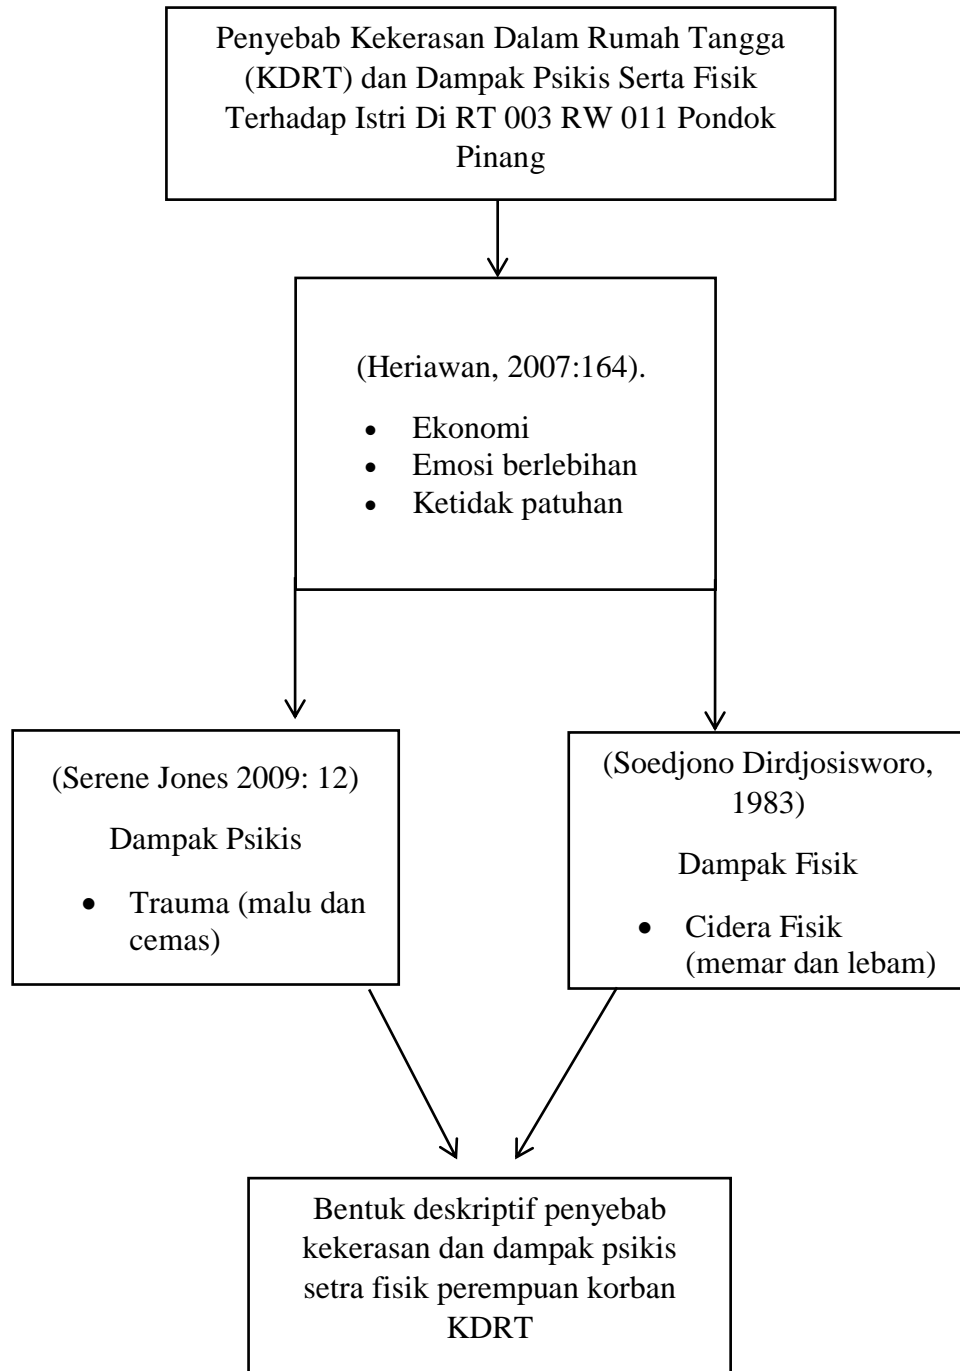 Penyebab Kekerasan Dalam Rumah Tangga
(KDRT) dan Dampak Psikis Serta Fisik
Terhadap Istri Di RT 003 RW 011 Pondok
Pinang
(Heriawan, 2007:164).
• Ekonomi
• Emosi berlebihan
• Ketidak patuhan
(Serene Jones 2009: 12)
Dampak Psikis
• Trauma (malu dan
cemas)
(Soedjono Dirdjosisworo,
1983)
Dampak Fisik
• Cidera Fisik
(memar dan lebam)
Bentuk deskriptif penyebab
kekerasan dan dampak psikis
setra fisik perempuan korban
KDRT